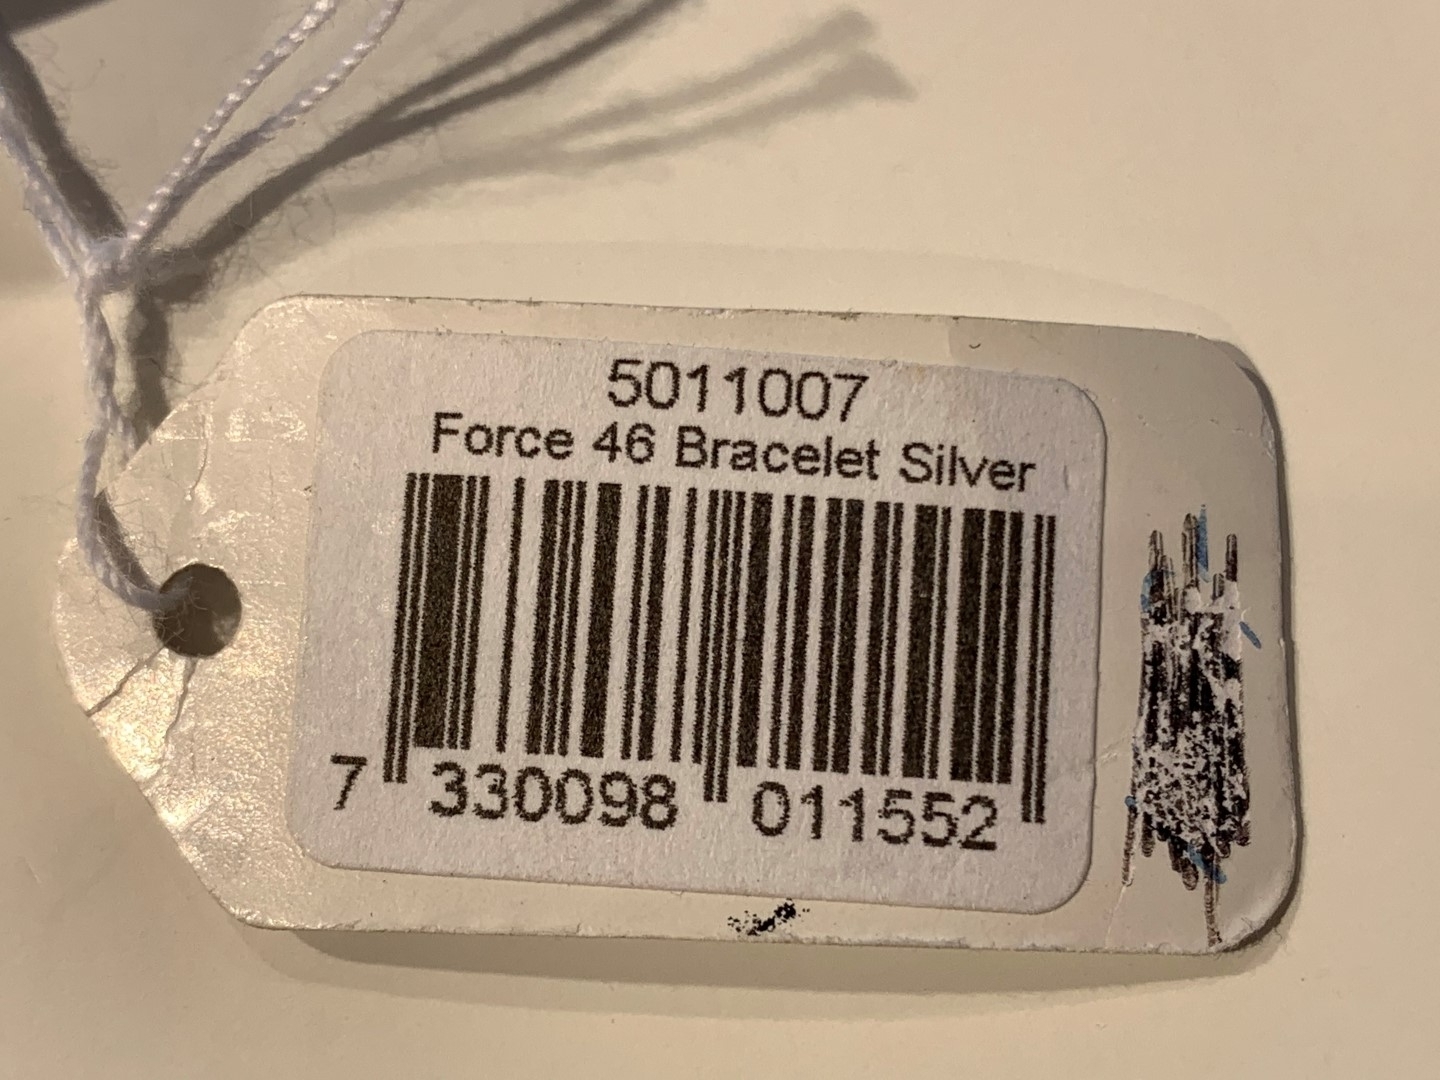 5011007
Force 46 Bracelet Silver
7 330098 011552